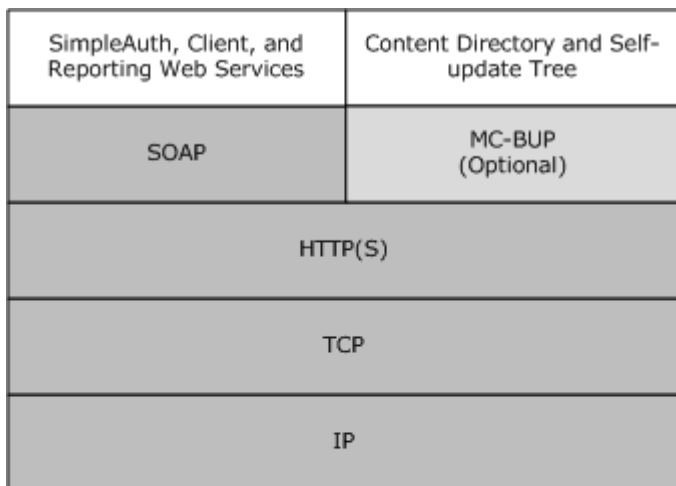 SimpleAuth, Client, and
Reporting Web Services
Content Directory and Self-
update Tree
SOAP
MC-BUP
(Optional)
HTTP(S)
TCP
IP